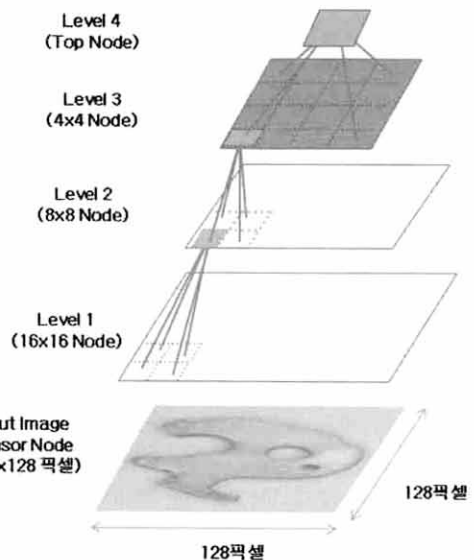 Level 4
(Top Node)
Level 3
(4x4 Node)
Level 2
(8x8 Node)
Level 1
(16x16 Node)
ut Image
sor Node
x128 픽셀)
128픽셀
128픽셀